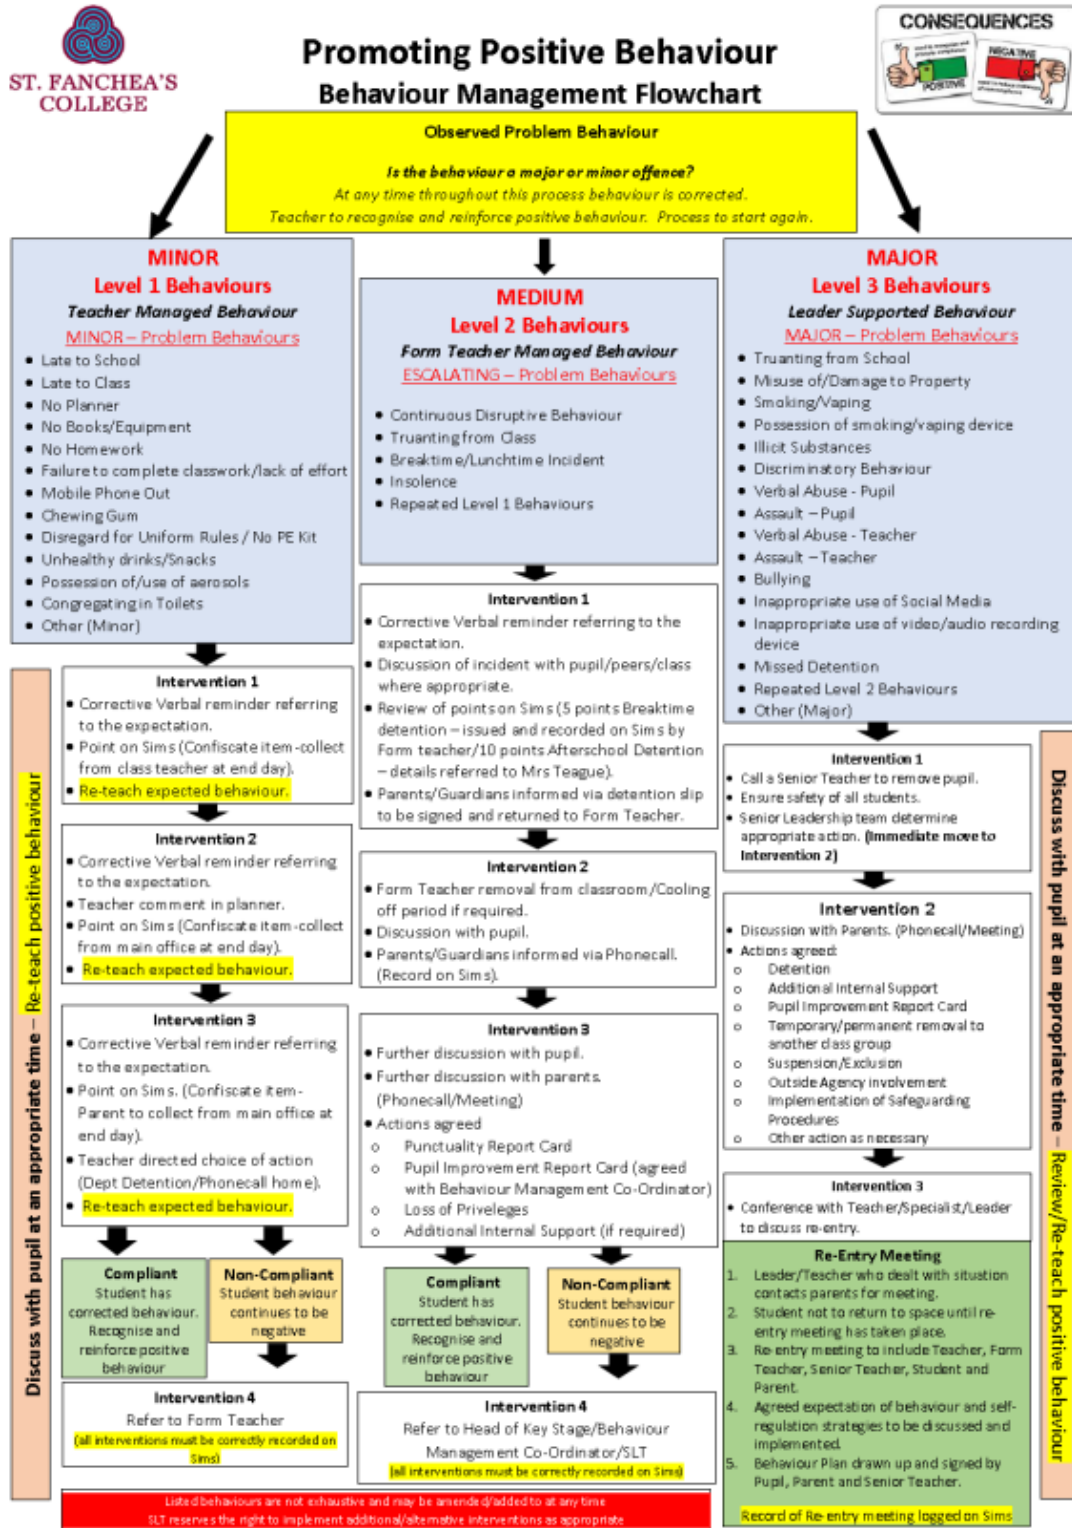 ST. FANCHEA'S
COLLEGE
Promoting Positive Behaviour
Behaviour Management Flowchart
CONSEQUENCES
POSITIVE
NEGATIVE
Observed Problem Behaviour
Is the behaviour a major or minor offence?
At any time throughout this process behaviour is corrected.
Teacher to recognise and reinforce positive behaviour. Process to start again.
MINOR
Level 1 Behaviours
Teacher Managed Behaviour
MINOR – Problem Behaviours
• Late to School
• Late to Class
• No Planner
• No Books/Equipment
• No Homework
• Failure to complete classwork/lack of effort
• Mobile Phone Out
• Chewing Gum
• Disregard for Uniform Rules / No PE Kit
• Unhealthy drinks/Snacks
• Possession of/use of aerosols
• Congregating in Toilets
• Other (Minor)
Intervention 1
• Corrective Verbal reminder referring
to the expectation.
• Point on Sims (Confiscate item-collect
from class teacher at end day).
• Re-teach expected behaviour.
Intervention 2
• Corrective Verbal reminder referring
to the expectation.
• Teacher comment in planner.
• Point on Sims (Confiscate item-collect
from main office at end day).
• Re-teach expected behaviour.
Intervention 3
• Corrective Verbal reminder referring
to the expectation.
• Point on Sims. (Confiscate item-
Parent to collect from main office at
end day).
• Teacher directed choice of action
(Dept Detention/Phonecall home).
• Re-teach expected behaviour.
Compliant
Student has
corrected behaviour.
Recognise and
reinforce positive
behaviour
Non-Compliant
Student behaviour
continues to be
negative
Intervention 4
Refer to Form Teacher
(all interventions must be correctly recorded on
Sims)
Discuss with pupil at an appropriate time – Re-teach positive behaviour
MEDIUM
Level 2 Behaviours
Form Teacher Managed Behaviour
ESCALATING – Problem Behaviours
• Continuous Disruptive Behaviour
• Truanting from Class
• Breaktime/Lunchtime Incident
• Insolence
• Repeated Level 1 Behaviours
Intervention 1
• Corrective Verbal reminder referring to the
expectation.
• Discussion of incident with pupil/peers/class
where appropriate.
• Review of points on Sims (5 points Breaktime
detention – issued and recorded on Sims by
Form teacher/10 points Afterschool Detention
– details referred to Mrs Teague).
• Parents/Guardians informed via detention slip
to be signed and returned to Form Teacher.
Intervention 2
• Form Teacher removal from classroom/Cooling
off period if required.
• Discussion with pupil.
• Parents/Guardians informed via Phonecall.
(Record on Sims).
Intervention 3
• Further discussion with pupil.
• Further discussion with parents.
(Phonecall/Meeting)
• Actions agreed
o Punctuality Report Card
o Pupil Improvement Report Card (agreed
with Behaviour Management Co-Ordinator)
o Loss of Priveleges
o Additional Internal Support (if required)
Compliant
Student has
corrected behaviour.
Recognise and
reinforce positive
behaviour
Non-Compliant
Student behaviour
continues to be
negative
Intervention 4
Refer to Head of Key Stage/Behaviour
Management Co-Ordinator/SLT
(all interventions must be correctly recorded on Sims)
MAJOR
Level 3 Behaviours
Leader Supported Behaviour
MAJOR – Problem Behaviours
• Truanting from School
• Misuse of/Damage to Property
• Smoking/Vaping
• Possession of smoking/vaping device
• Illicit Substances
• Discriminatory Behaviour
• Verbal Abuse - Pupil
• Assault – Pupil
• Verbal Abuse - Teacher
• Assault – Teacher
• Bullying
• Inappropriate use of Social Media
• Inappropriate use of video/audio recording
device
• Missed Detention
• Repeated Level 2 Behaviours
• Other (Major)
Intervention 1
• Call a Senior Teacher to remove pupil.
• Ensure safety of all students.
• Senior Leadership team determine
appropriate action. (Immediate move to
Intervention 2)
Intervention 2
• Discussion with Parents. (Phonecall/Meeting)
• Actions agreed:
o Detention
o Additional Internal Support
o Pupil Improvement Report Card
o Temporary/permanent removal to
another class group
o Suspension/Exclusion
o Outside Agency involvement
o Implementation of Safeguarding
Procedures
o Other action as necessary
Intervention 3
• Conference with Teacher/Specialist/Leader
to discuss re-entry.
Re-Entry Meeting
1. Leader/Teacher who dealt with situation
contacts parents for meeting.
2. Student not to return to space until re-
entry meeting has taken place.
3. Re-entry meeting to include Teacher, Form
Teacher, Senior Teacher, Student and
Parent.
4. Agreed expectation of behaviour and self-
regulation strategies to be discussed and
implemented.
5. Behaviour Plan drawn up and signed by
Pupil, Parent and Senior Teacher.
Record of Re-entry meeting logged on Sims
Discuss with pupil at an appropriate time – Review/Re-teach positive behaviour
Listed behaviours are not exhaustive and may be amended/added to at any time
SLT reserves the right to implement additional/alternative interventions as appropriate